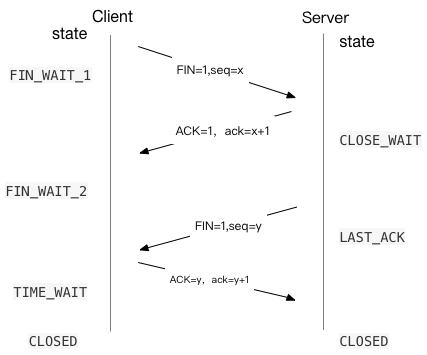 Client Server
state state
FIN_WAIT_1
FIN=1,seq=x
ACK=1, ack=x+1
CLOSE_WAIT
FIN_WAIT_2
FIN=1,seq=y
LAST_ACK
ACK=y, ack=y+1
TIME_WAIT
CLOSED CLOSED